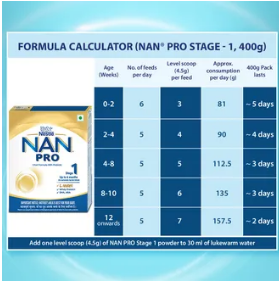 FORMULA CALCULATOR (NAN® PRO STAGE - 1, 400g)
Age (Weeks) No. of feeds per day Level scoop (4.5g) per feed Approx. consumption per day (g) 400g Pack lasts
0-2 6 3 81 ~ 5 days
2-4 5 4 90 ~ 4 days
4-8 5 5 112.5 ~ 3 days
8-10 5 6 135 ~ 3 days
12 onwards 5 7 157.5 ~ 2 days
Nestlé
NAN
PRO
1
Add one level scoop (4.5g) of NAN PRO Stage 1 powder to 30 ml of lukewarm water